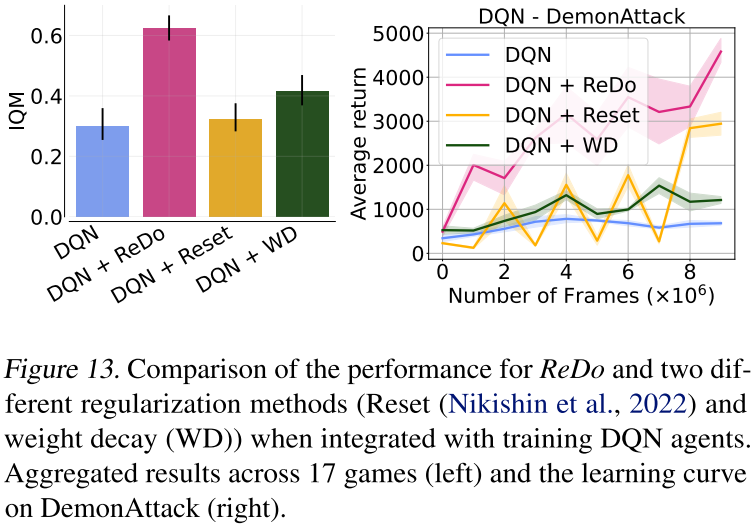 IQM
0.6
0.4
0.2
0.0
DQN
DQN + ReDo
DQN + Reset
DQN + WD
DQN - DemonAttack
Average return
5000
4000
3000
2000
1000
0
DQN
DQN + ReDo
DQN + Reset
DQN + WD
0 2 4 6 8
Number of Frames (×10⁶)
Figure 13. Comparison of the performance for ReDo and two dif-
ferent regularization methods (Reset (Nikishin et al., 2022) and
weight decay (WD)) when integrated with training DQN agents.
Aggregated results across 17 games (left) and the learning curve
on DemonAttack (right).